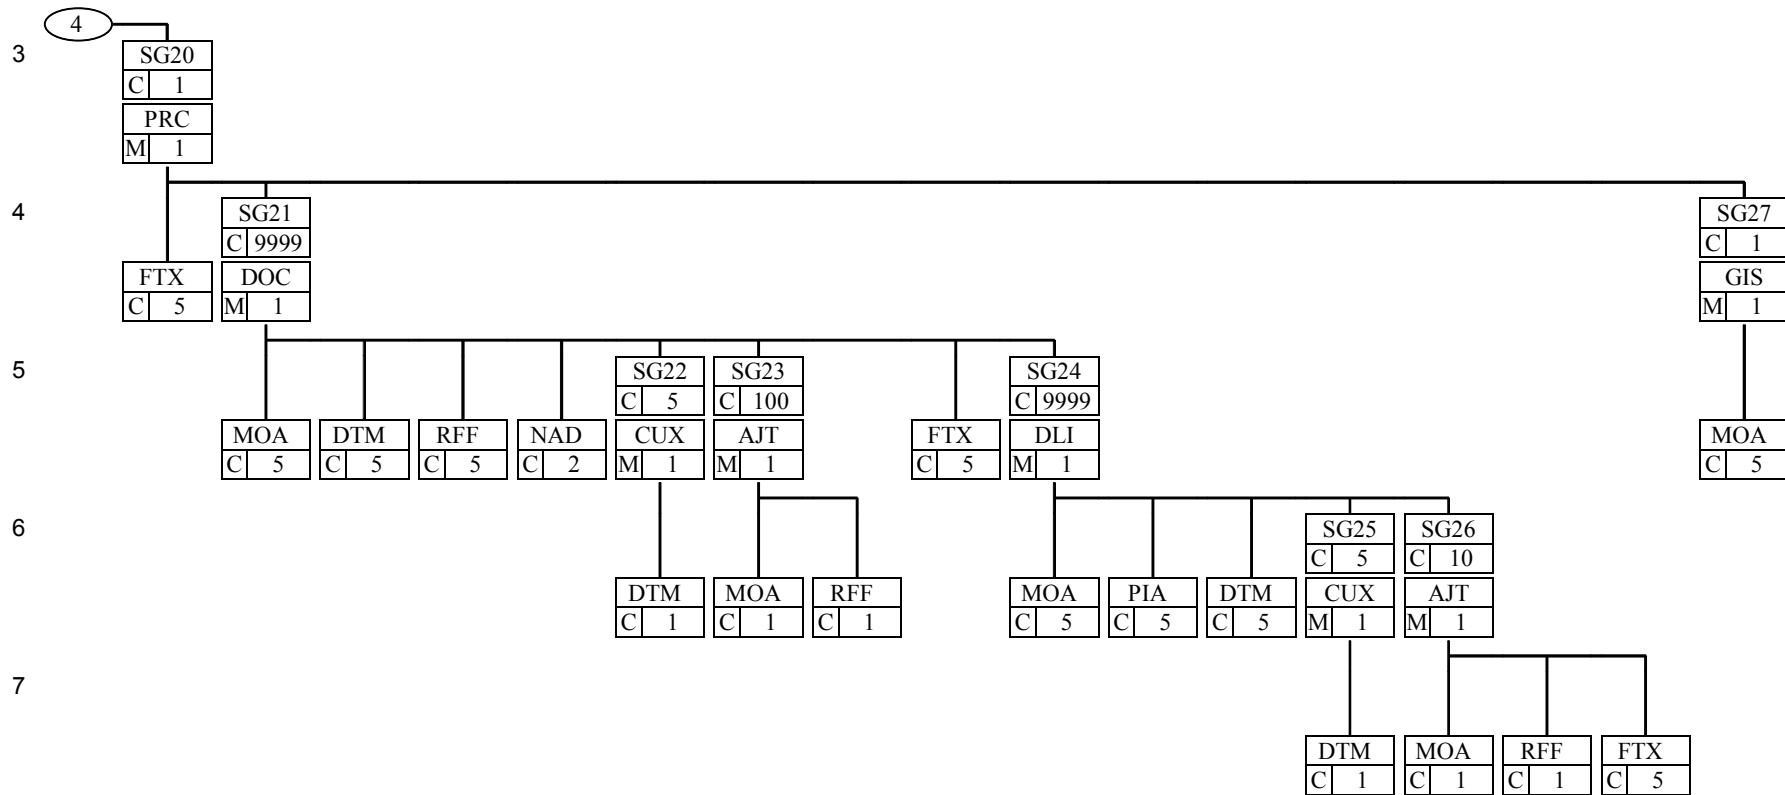 4
3
SG20
C 1
PRC
M 1
4
SG21 SG27
C 9999 C 1
FTX DOC GIS
C 5 M 1 M 1
5
SG22 SG23 SG24
C 5 C 100 C 9999
MOA DTM RFF NAD CUX AJT FTX DLI MOA
C 5 C 5 C 5 C 2 M 1 M 1 C 5 M 1 C 5
6
SG25 SG26
C 5 C 10
DTM MOA RFF MOA PIA DTM CUX AJT
C 1 C 1 C 1 C 5 C 5 C 5 M 1 M 1
7
DTM MOA RFF FTX
C 1 C 1 C 1 C 5